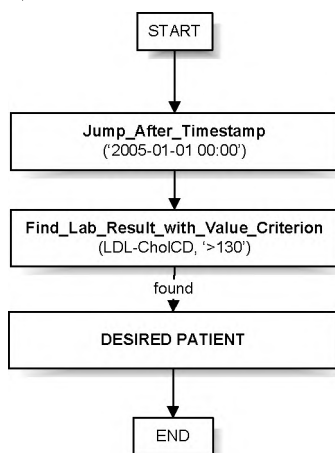 START
Jump_After_Timestamp
('2005-01-01 00:00')
Find_Lab_Result_with_Value_Criterion
(LDL-CholCD, '>130')
found
DESIRED PATIENT
END